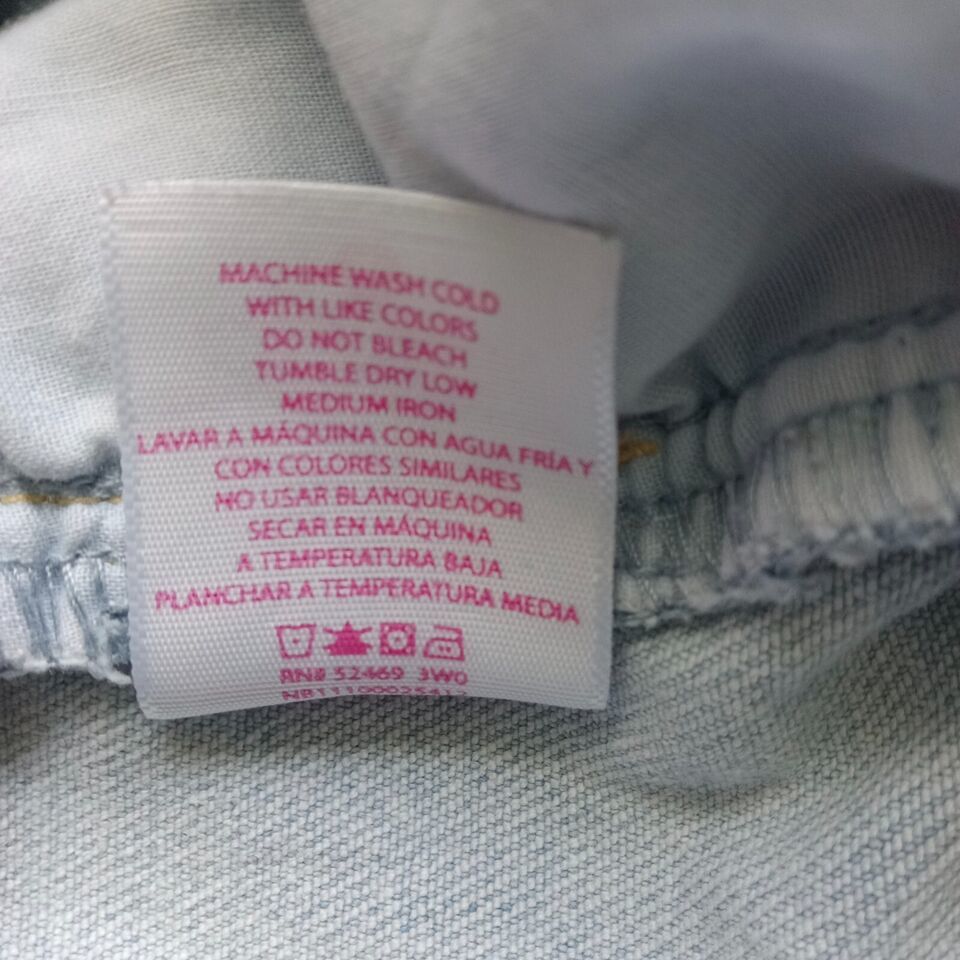 MACHINE WASH COLD
WITH LIKE COLORS
DO NOT BLEACH
TUMBLE DRY LOW
MEDIUM IRON
LAVAR A MÁQUINA CON AGUA FRÍA Y
CON COLORES SIMILARES
NO USAR BLANQUEADOR
SECAR EN MÁQUINA
A TEMPERATURA BAJA
PLANCHAR A TEMPERATURA MEDIA
RN# 52469 3W0